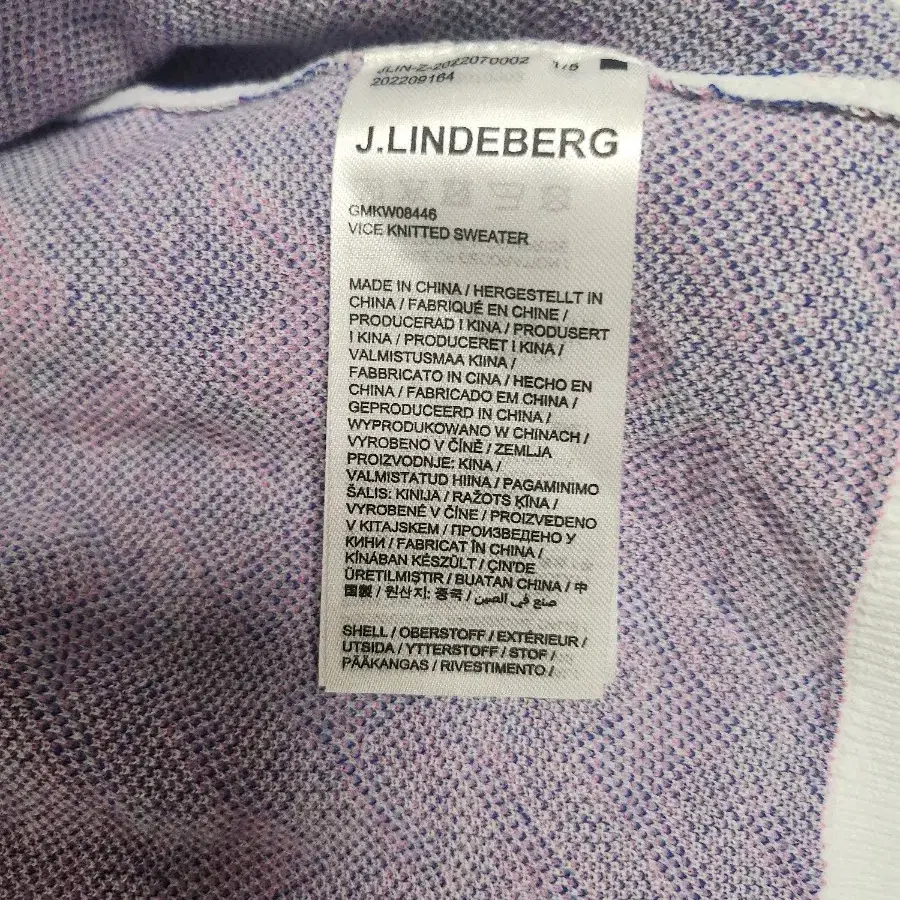 JLIN-Z-2022070002 1/5
202209164
J.LINDEBERG
GMKW08446
VICE KNITTED SWEATER
MADE IN CHINA / HERGESTELLT IN
CHINA / FABRIQUÉ EN CHINE /
PRODUCERAD I KINA / PRODUSERT
I KINA / PRODUCERET I KINA /
VALMISTUSMAA KIINA /
FABBRICATO IN CINA / HECHO EN
CHINA / FABRICADO EM CHINA /
GEPRODUCEERD IN CHINA /
WYPRODUKOWANO W CHINACH /
VYROBENO V ČÍNĚ / ZEMLJA
PROIZVODNJE: KINA /
VALMISTATUD HIINA / PAGAMINIMO
ŠALIS: KINIJA / RAŽOTS ĶĪNA /
VYROBENÉ V ČÍNE / PROIZVEDENO
V KITAJSKEM / ПРОИЗВЕДЕНО У
КИНИ / FABRICAT ÎN CHINA /
KÍNÁBAN KÉSZÜLT / ÇIN'DE
ÜRETILMIŞTIR / BUATAN CHINA / 中
国製 / 원산지: 중국 / صنع في الصين /
SHELL / OBERSTOFF / EXTÉRIEUR /
UTSIDA / YTTERSTOFF / STOF /
PÄÄKANGAS / RIVESTIMENTO /